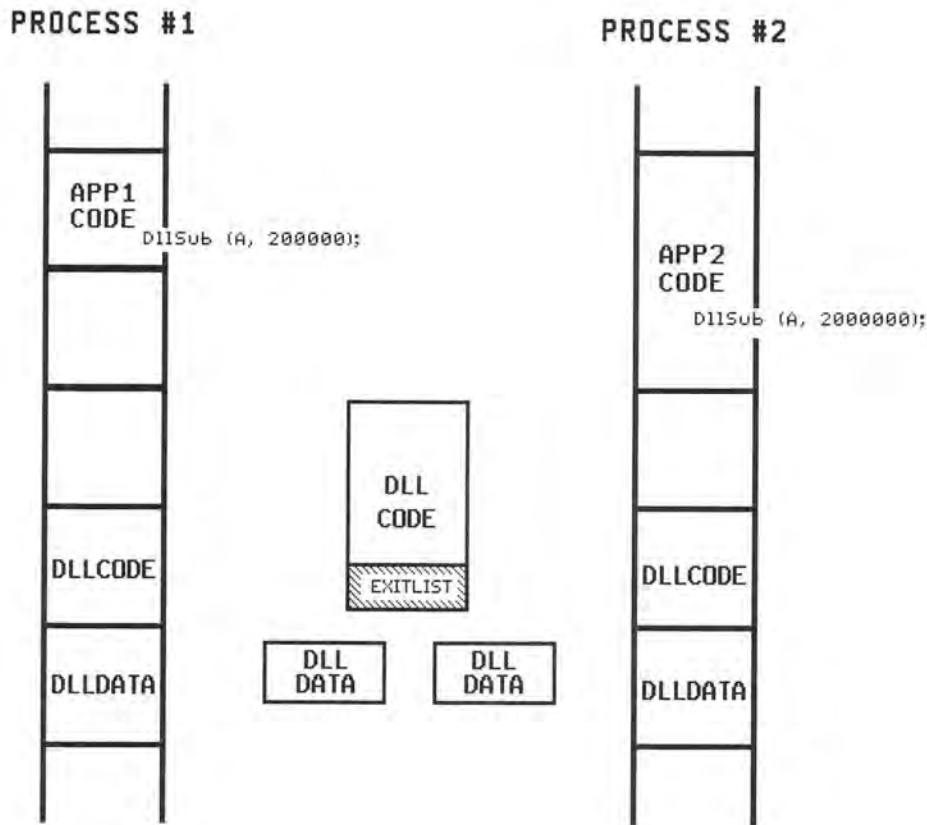 PROCESS #1
PROCESS #2
APP1
CODE
DllSub (A, 200000);
APP2
CODE
DllSub (A, 2000000);
DLL
CODE
EXITLIST
DLLCODE
DLLCODE
DLL
DATA
DLL
DATA
DLLDATA
DLLDATA